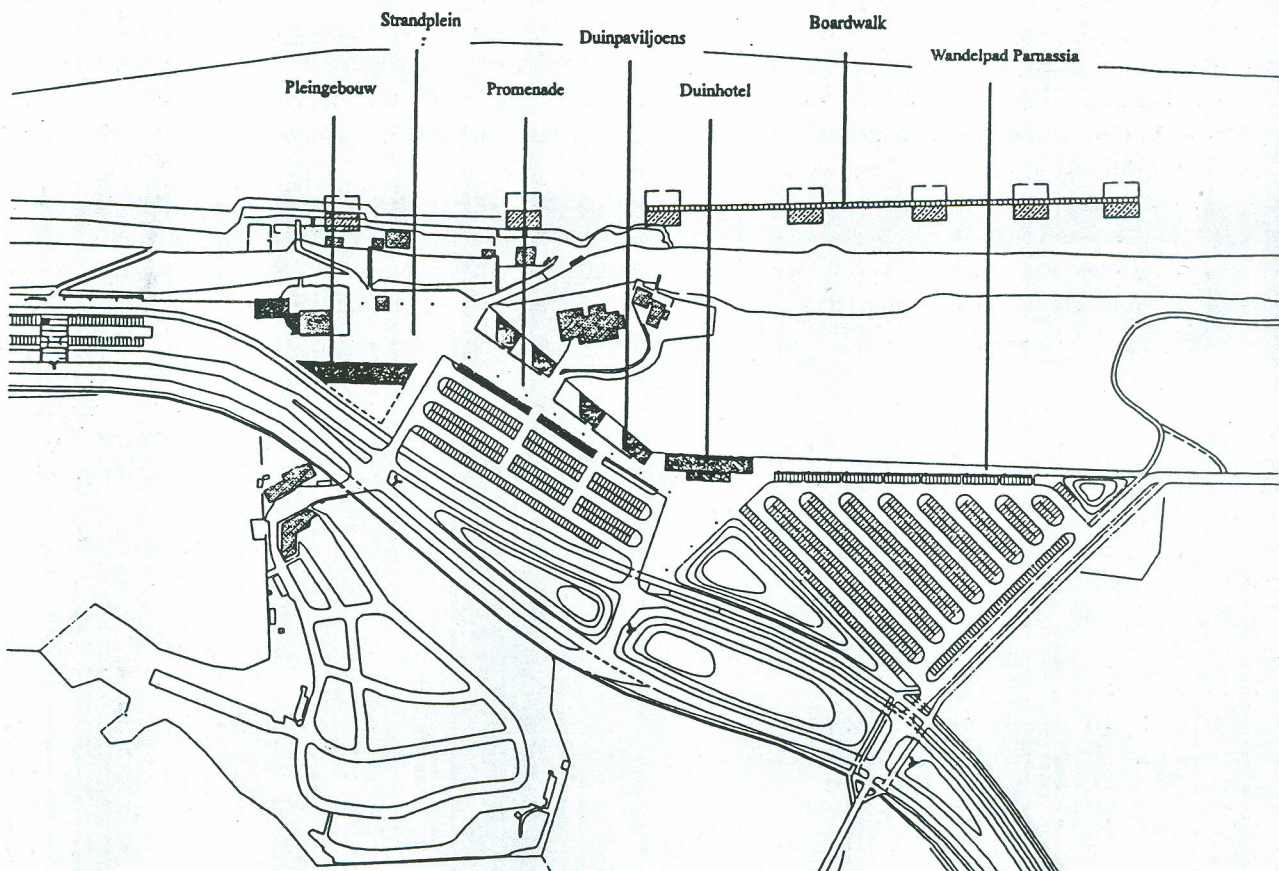 Strandplein
Duinpaviljoens
Boardwalk
Wandelpad Parnassia
Pleingebouw
Promenade
Duinhotel